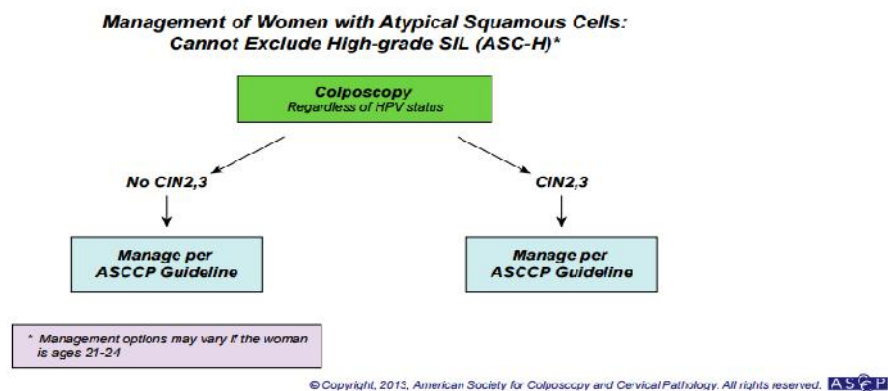 Management of Women with Atypical Squamous Cells:
Cannot Exclude High-grade SIL (ASC-H)*
Colposcopy
Regardless of HPV status
No CIN2,3
CIN2,3
Manage per
ASCCP Guideline
Manage per
ASCCP Guideline
* Management options may vary if the woman
is ages 21-24
© Copyright, 2013, American Society for Colposcopy and Cervical Pathology. All rights reserved.
ASCCP